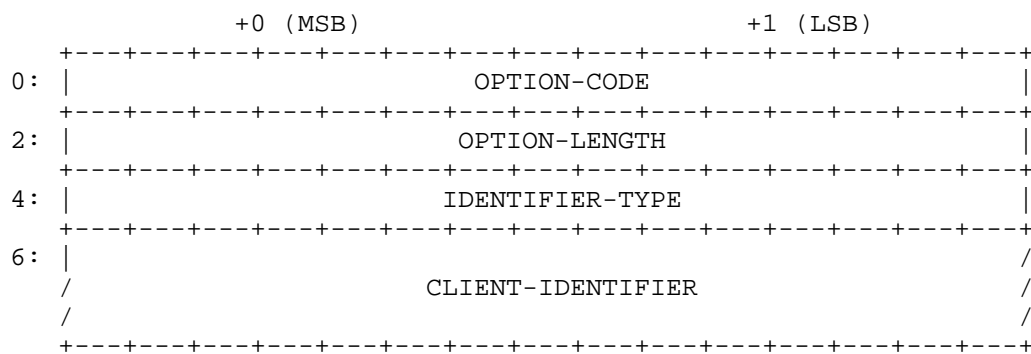 +0 (MSB) +1 (LSB)
+---+---+---+---+---+---+---+---+---+---+---+---+---+---+---+
0: | OPTION-CODE |
+---+---+---+---+---+---+---+---+---+---+---+---+---+---+---+
2: | OPTION-LENGTH |
+---+---+---+---+---+---+---+---+---+---+---+---+---+---+---+
4: | IDENTIFIER-TYPE |
+---+---+---+---+---+---+---+---+---+---+---+---+---+---+---+
6: | /
/ CLIENT-IDENTIFIER /
/ /
+---+---+---+---+---+---+---+---+---+---+---+---+---+---+---+